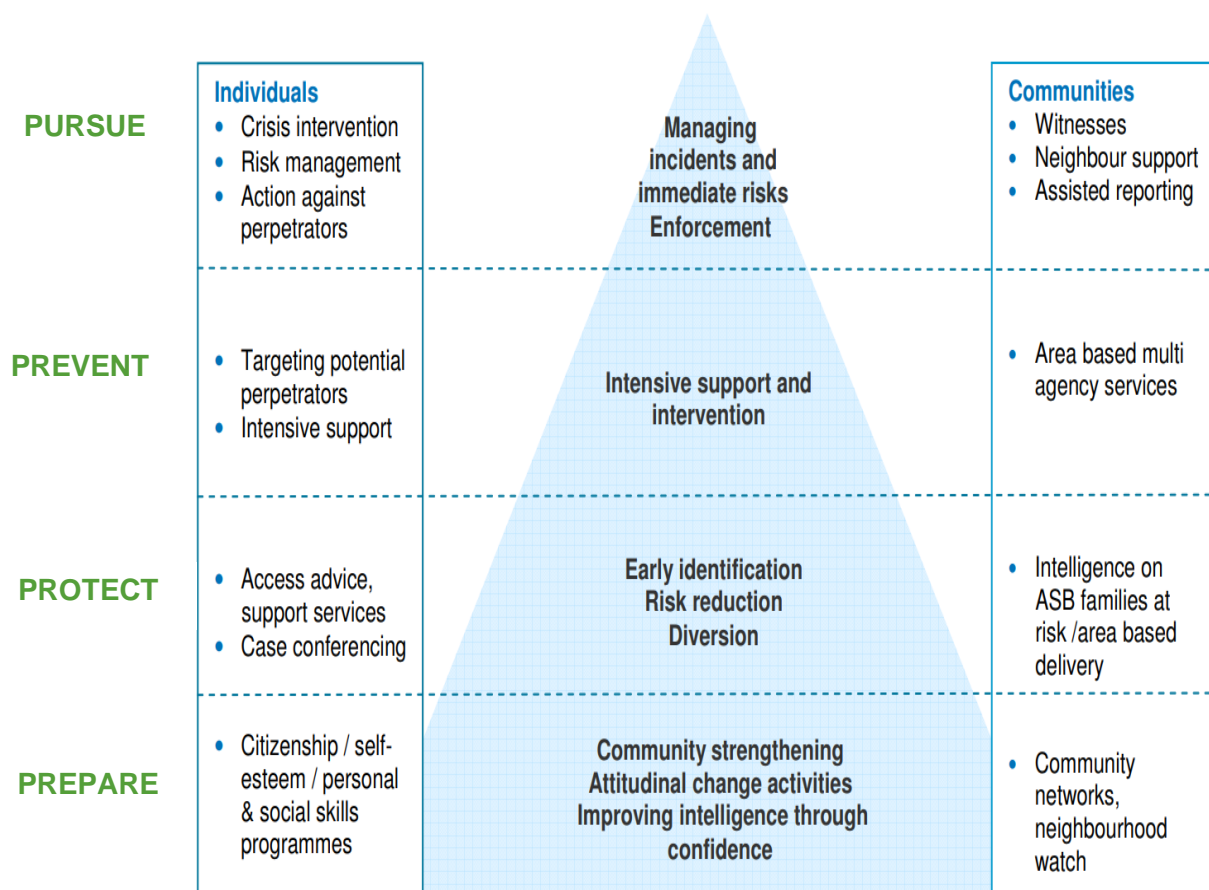 PURSUE
Individuals
• Crisis intervention
• Risk management
• Action against
perpetrators
Managing
incidents and
immediate risks
Enforcement
Communities
• Witnesses
• Neighbour support
• Assisted reporting
PREVENT
• Targeting potential
perpetrators
• Intensive support
Intensive support and
intervention
• Area based multi
agency services
PROTECT
• Access advice,
support services
• Case conferencing
Early identification
Risk reduction
Diversion
• Intelligence on
ASB families at
risk /area based
delivery
PREPARE
• Citizenship / self-
esteem / personal
& social skills
programmes
Community strengthening
Attitudinal change activities
Improving intelligence through
confidence
• Community
networks,
neighbourhood
watch